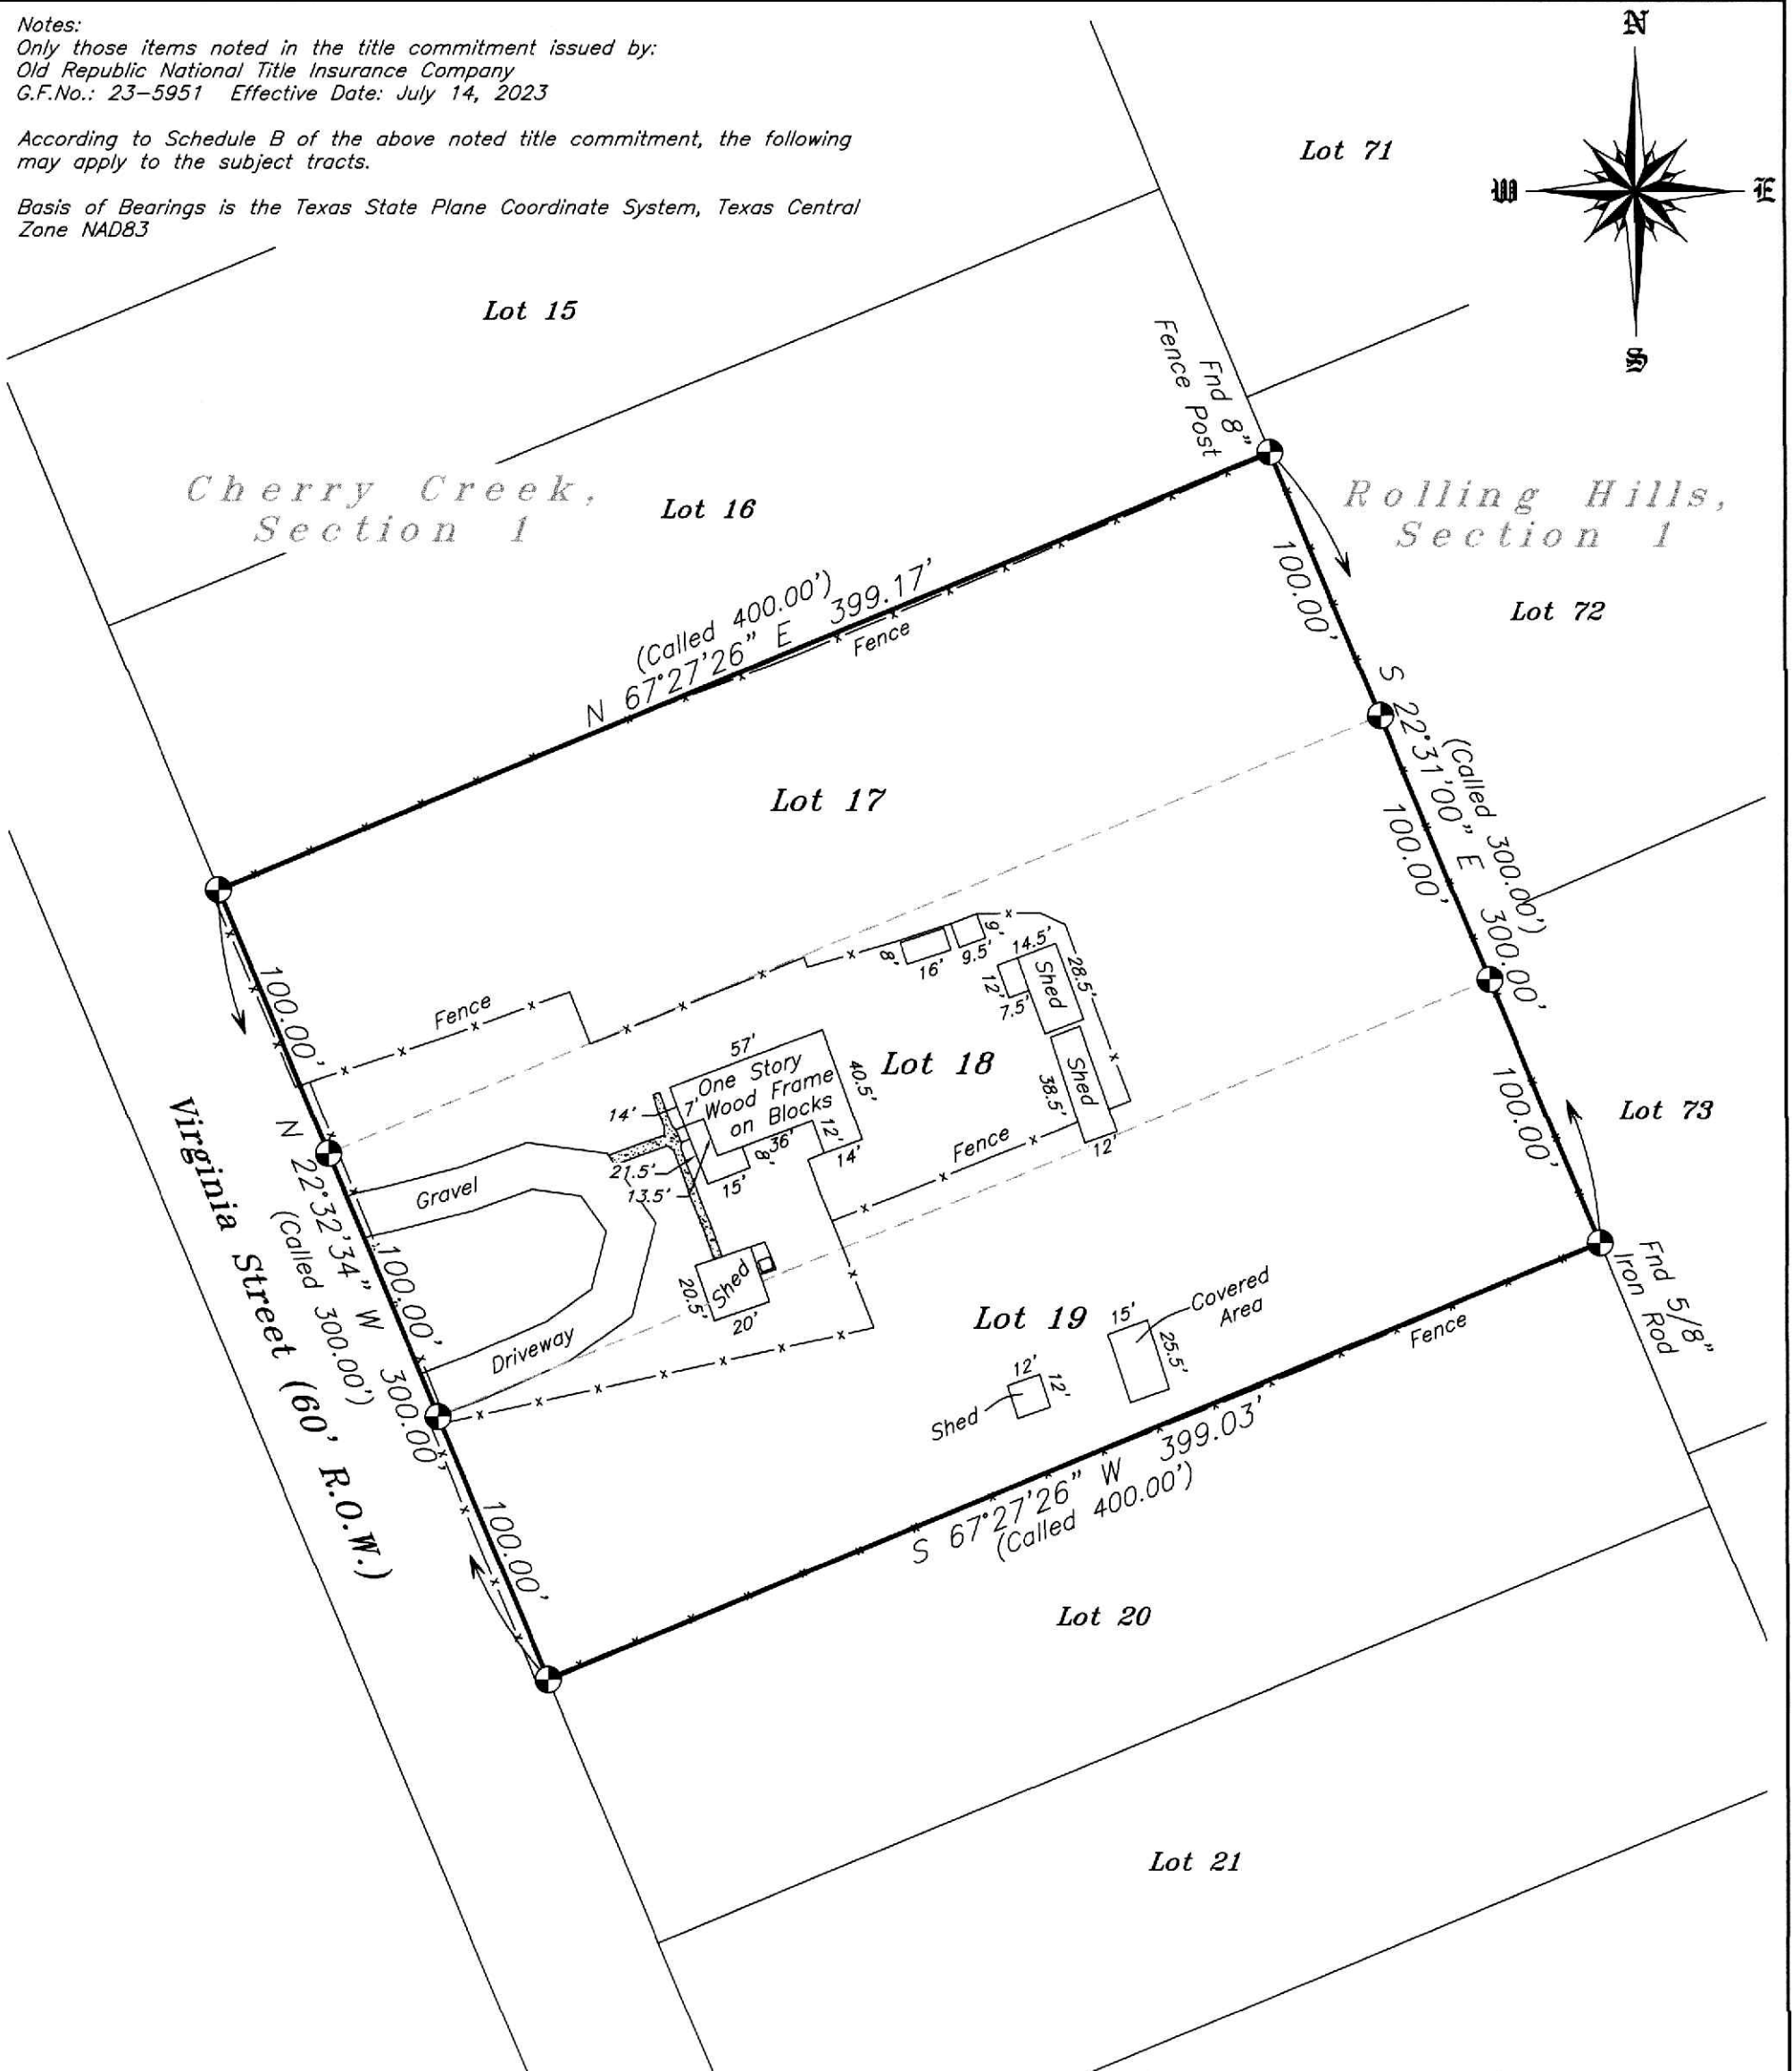 Notes:
Only those items noted in the title commitment issued by:
Old Republic National Title Insurance Company
G.F.No.: 23-5951 Effective Date: July 14, 2023
According to Schedule B of the above noted title commitment, the following
may apply to the subject tracts.
Basis of Bearings is the Texas State Plane Coordinate System, Texas Central
Zone NAD83
N
W
E
S
Lot 71
Lot 15
Fnd 8"
Fence Post
Cherry Creek,
Section 1
Lot 16
Rolling Hills,
Section 1
Lot 72
100.00'
(Called 400.00')
N 67°27'26" E 399.17'
Fence
S 22°31'00" E 300.00'
(Called 300.00')
Lot 17
100.00'
100.00'
Fence
8'
16'
9'
9.5'
14.5'
28.5'
12'
7.5'
Shed
Lot 18
57'
One Story
Wood Frame
on Blocks
40.5'
14'
7'
36'
12'
14'
8'
21.5'
13.5'
15'
38.5'
Shed
12'
Fence
100.00'
Lot 73
Virginia Street (60' R.O.W.)
N 22°32'34" W 300.00'
(Called 300.00')
Gravel
100.00'
Driveway
Shed
20.5'
20'
Lot 19
15'
25.5'
Covered
Area
12'
12'
Shed
Fence
Fnd 5/8"
Iron Rod
S 67°27'26" W 399.03'
(Called 400.00')
100.00'
Lot 20
Lot 21